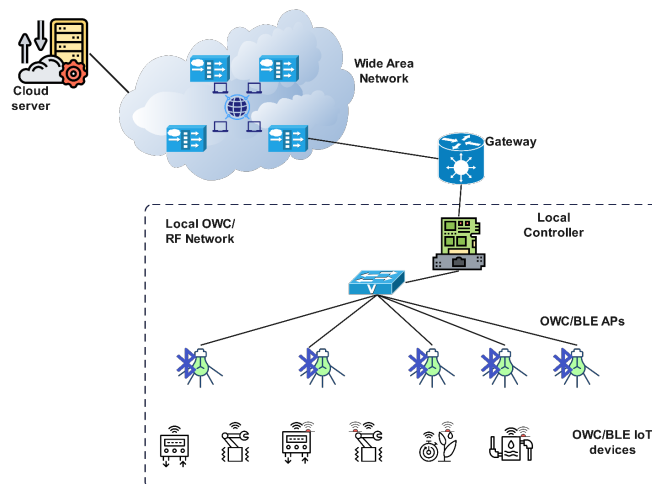 Wide Area
Network
Cloud
server
Gateway
Local OWC/
RF Network
Local
Controller
V
OWC/BLE APs
OWC/BLE IoT
devices